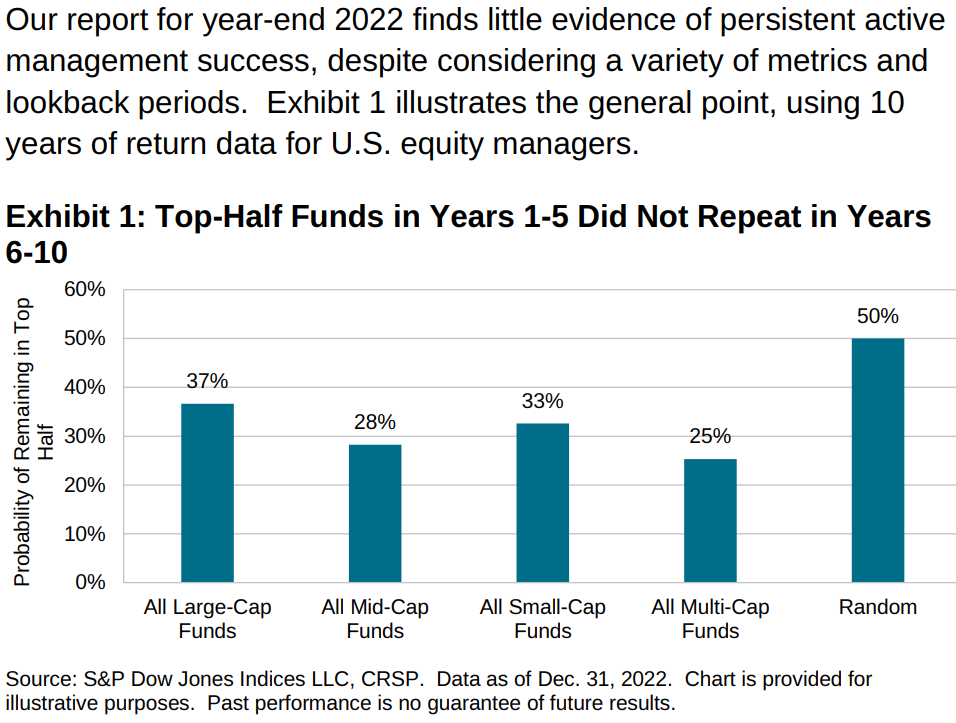 Our report for year-end 2022 finds little evidence of persistent active
management success, despite considering a variety of metrics and
lookback periods.  Exhibit 1 illustrates the general point, using 10
years of return data for U.S. equity managers.
Exhibit 1: Top-Half Funds in Years 1-5 Did Not Repeat in Years
6-10
Probability of Remaining in Top
Half
60%
50%
40%
30%
20%
10%
0%
37%
28%
33%
25%
50%
All Large-Cap
Funds
All Mid-Cap
Funds
All Small-Cap
Funds
All Multi-Cap
Funds
Random
Source: S&P Dow Jones Indices LLC, CRSP.  Data as of Dec. 31, 2022.  Chart is provided for
illustrative purposes.  Past performance is no guarantee of future results.